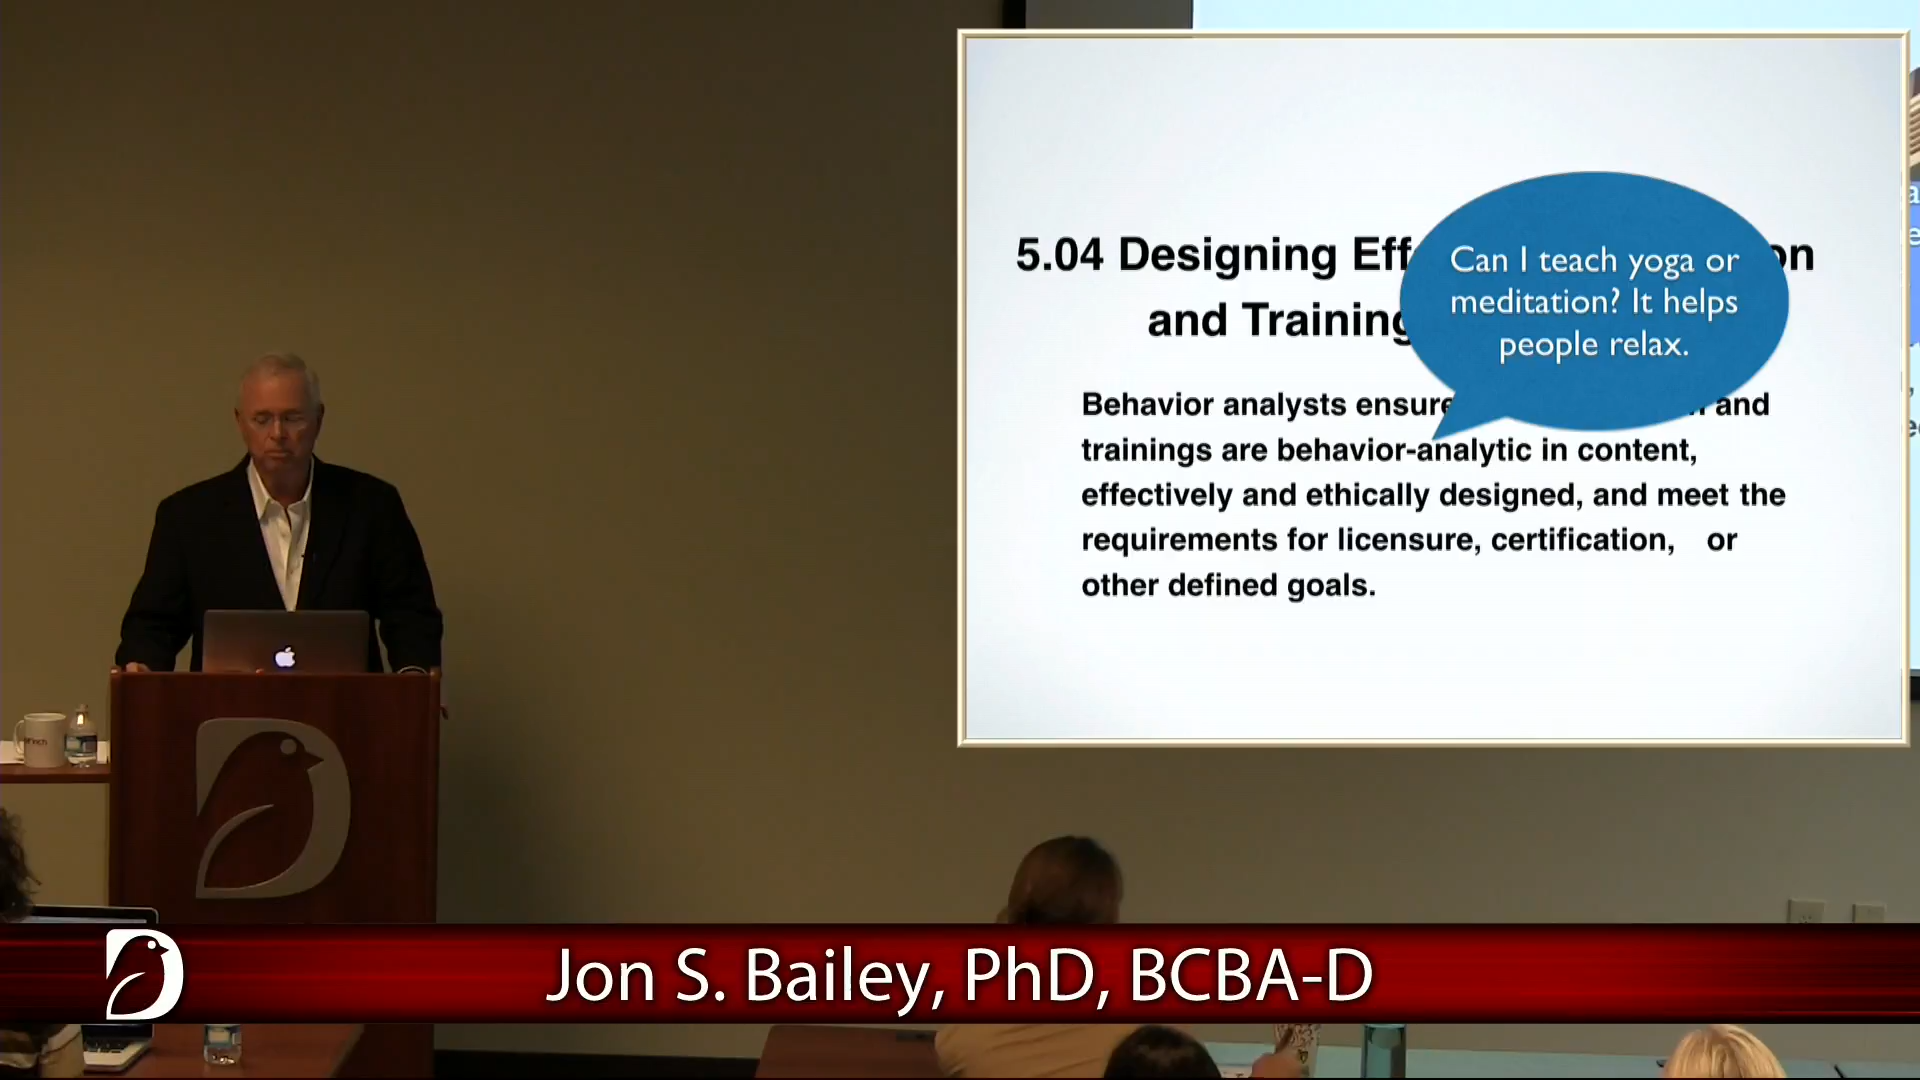 5.04 Designing Eff on
and Training
Can I teach yoga or
meditation? It helps
people relax.
Behavior analysts ensure and
trainings are behavior-analytic in content,
effectively and ethically designed, and meet the
requirements for licensure, certification, or
other defined goals.
Jon S. Bailey, PhD, BCBA-D